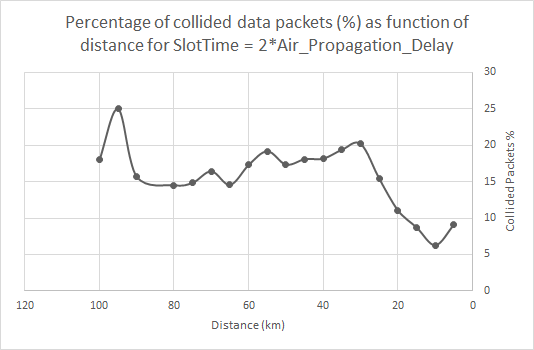 Percentage of collided data packets (%) as function of
distance for SlotTime = 2*Air_Propagation_Delay
30
25
20
15
10
5
0
Collided Packets %
120 100 80 60 40 20 0
Distance (km)